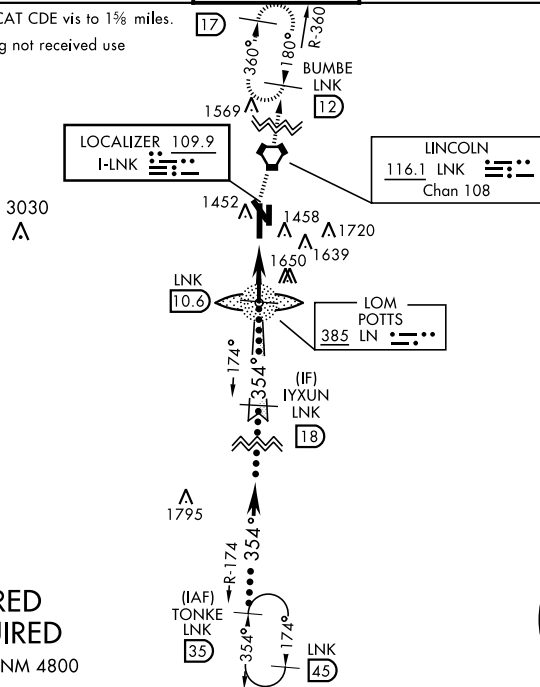 CAT CDE vis to 1⅝ miles.
g not received use
17
R-360
360°
180°
BUMBE
LNK
12
1569
LOCALIZER 109.9
I-LNK
LINCOLN
116.1 LNK
Chan 108
3030
1452
1458
1720
1639
1650
LNK
10.6
LOM
POTTS
385 LN
174°
354°
(IF)
IYXUN
LNK
18
1795
354°
R-174
(IAF)
TONKE
LNK
35
354°
174°
LNK
45
RED
UIRED
NM 4800